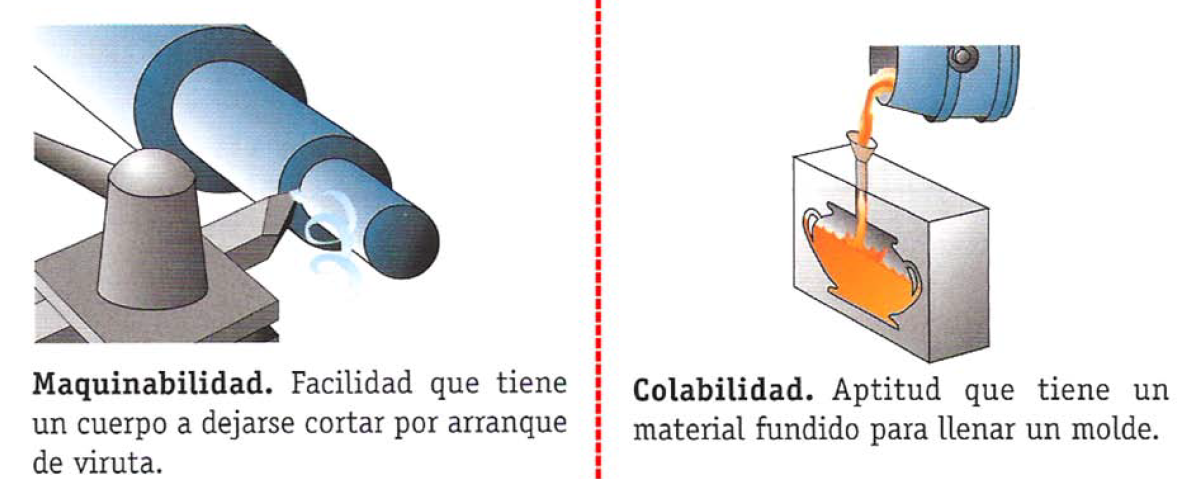 Maquinabilidad. Facilidad que tiene
un cuerpo a dejarse cortar por arranque
de viruta.
Colabilidad. Aptitud que tiene un
material fundido para llenar un molde.